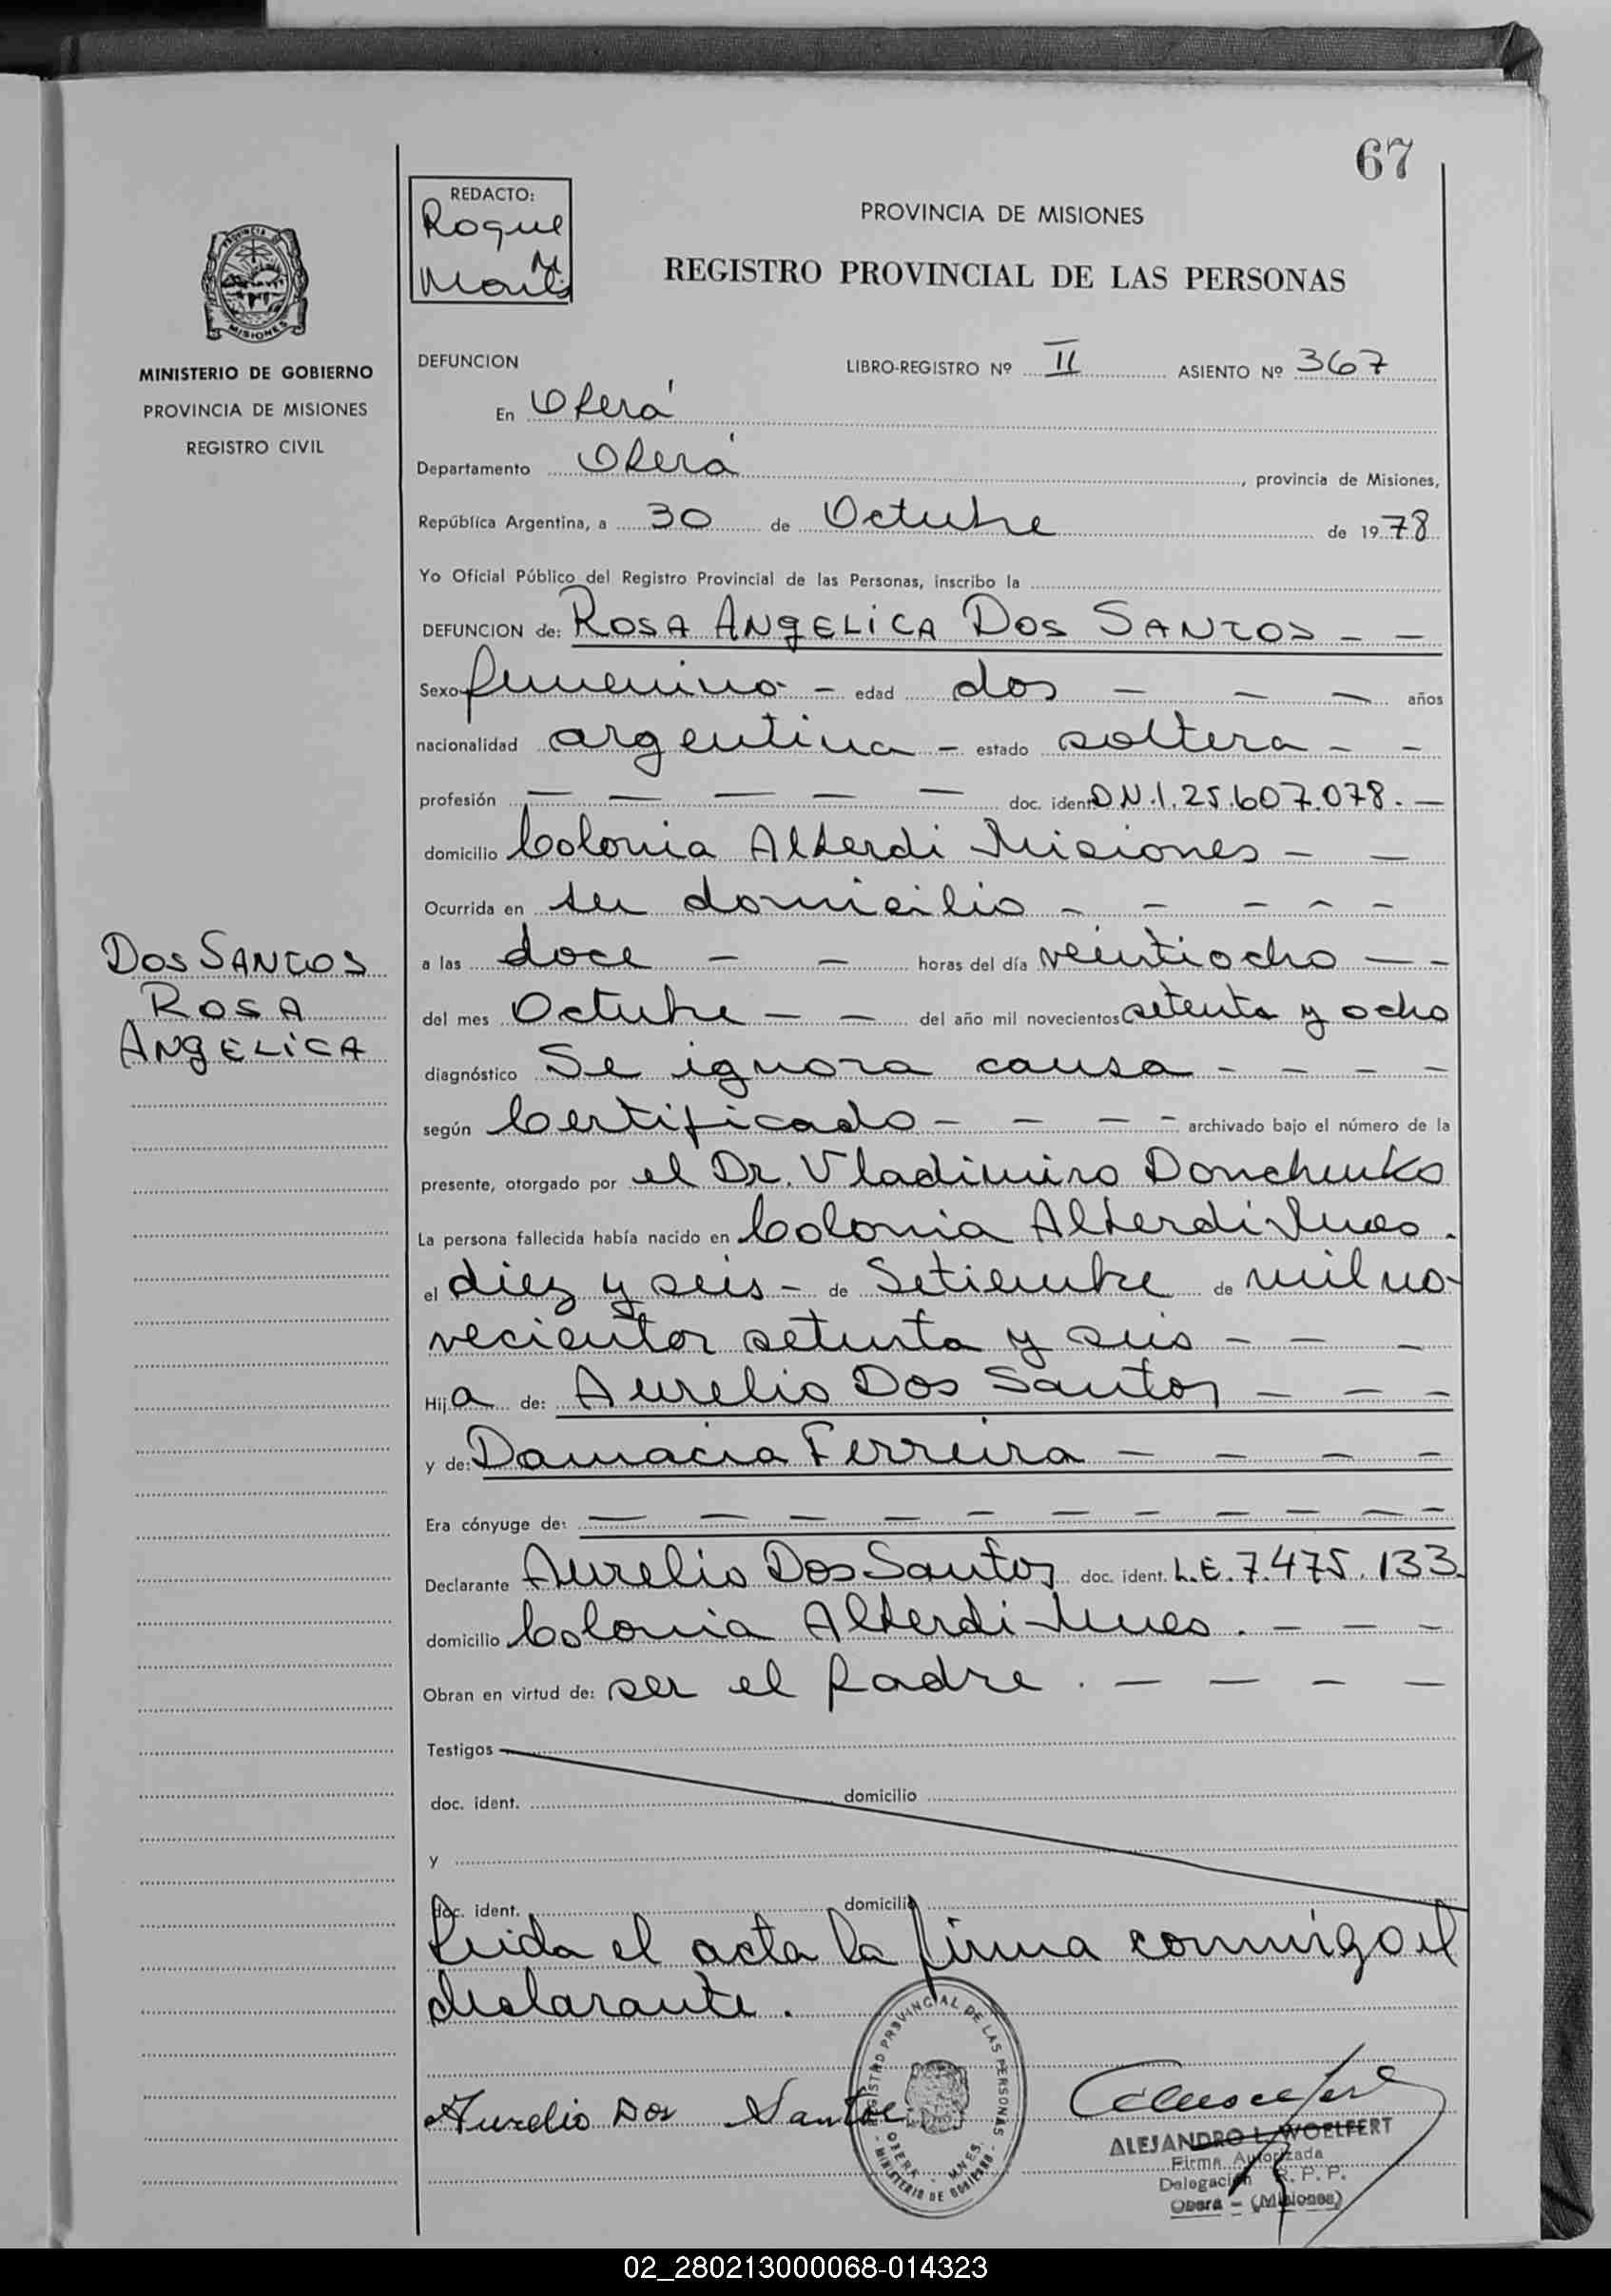 67
REDACTO:
Roque
PROVINCIA DE MISIONES
REGISTRO PROVINCIAL DE LAS PERSONAS
PROVINCIA DE
MISIONES
MINISTERIO DE GOBIERNO
PROVINCIA DE MISIONES
REGISTRO CIVIL
DEFUNCION LIBRO-REGISTRO Nº II ASIENTO Nº 367
En Oberá
Departamento Oberá, provincia de Misiones,
República Argentina, a 30 de Octubre de 1978
Yo Oficial Público del Registro Provincial de las Personas, inscribo la
DEFUNCION de: ROSA ANGELICA DOS SANTOS - -
Sexo femenino - edad dos - - - años
nacionalidad argentina - estado soltera - -
profesión - - - - - doc. ident. D.N.I. 25.607.078. -
domicilio Colonia Alberdi Misiones - -
Ocurrida en su domicilio - - - - -
DOS SANTOS
ROSA
ANGELICA
a las doce - - horas del día veintiocho - -
del mes Octubre - - del año mil novecientos setenta y ocho
diagnóstico Se ignora causa - - - -
según Certificado - - - - archivado bajo el número de la
presente, otorgado por el Dr. Vladimiro Donchenko
La persona fallecida había nacido en Colonia Alberdi Mnes.
el diez y seis - de Setiembre de mil no-
vecientos setenta y seis - - -
Hija de: Aurelio Dos Santos - - -
y de: Damacia Ferreira - - - -
Era cónyuge de: - - - - - - - - - - -
Declarante Aurelio Dos Santos doc. ident. L.E. 7.475.133.
domicilio Colonia Alberdi Mnes. - - -
Obran en virtud de: ser el padre. - - - -
Testigos
doc. ident. domicilio
y
doc. ident. domicilio
Leida el acta la firma conmigo el
declarante.
REGISTRO PROVINCIAL DE LAS PERSONAS
OBERA - MNES.
MINISTERIO DE GOBIERNO
Aurelio Dos Santos
ALEJANDRO L. WOELFERT
Firma Autorizada
Delegación R. P. P.
Oberá - (Misiones)
02_280213000068-014323